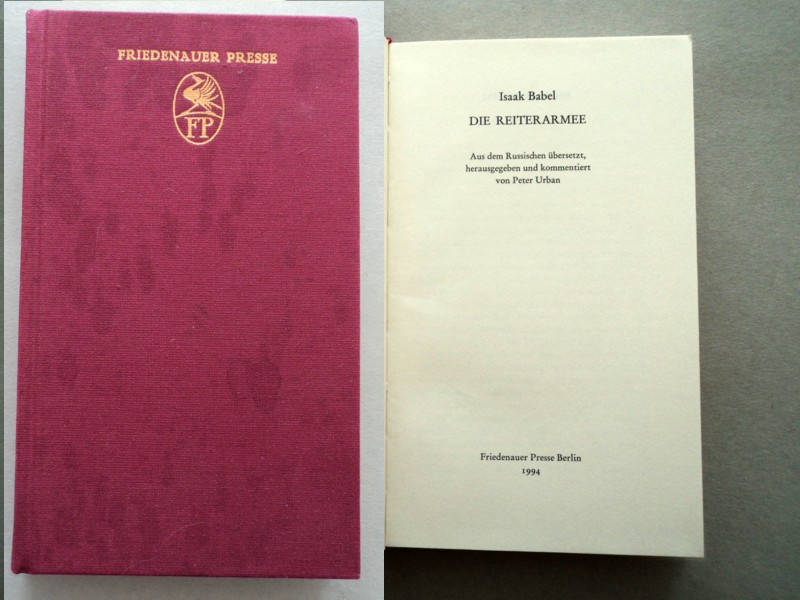 FRIEDENAUER PRESSE
FP
Isaak Babel
DIE REITERARMEE
Aus dem Russischen übersetzt,
herausgegeben und kommentiert
von Peter Urban
Friedenauer Presse Berlin
1994